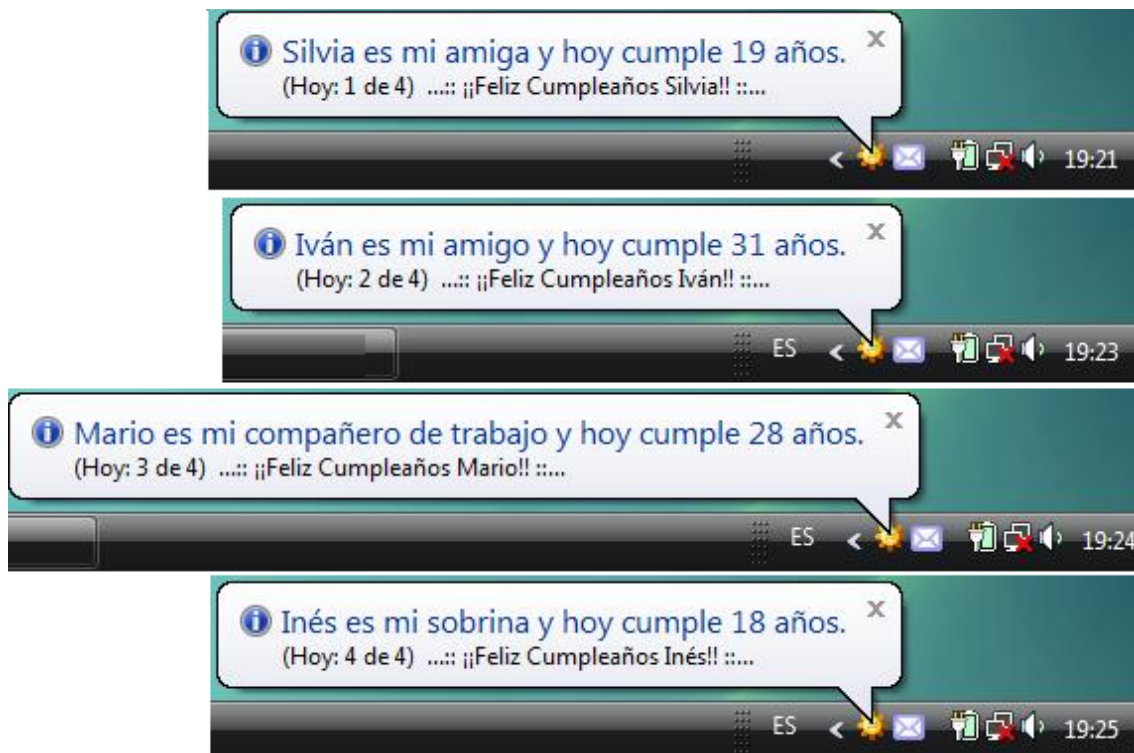 Silvia es mi amiga y hoy cumple 19 años.
(Hoy: 1 de 4) ...:: ¡¡Feliz Cumpleaños Silvia!! ::...
19:21
Iván es mi amigo y hoy cumple 31 años.
(Hoy: 2 de 4) ...:: ¡¡Feliz Cumpleaños Iván!! ::...
ES 19:23
Mario es mi compañero de trabajo y hoy cumple 28 años.
(Hoy: 3 de 4) ...:: ¡¡Feliz Cumpleaños Mario!! ::...
ES 19:24
Inés es mi sobrina y hoy cumple 18 años.
(Hoy: 4 de 4) ...:: ¡¡Feliz Cumpleaños Inés!! ::...
ES 19:25